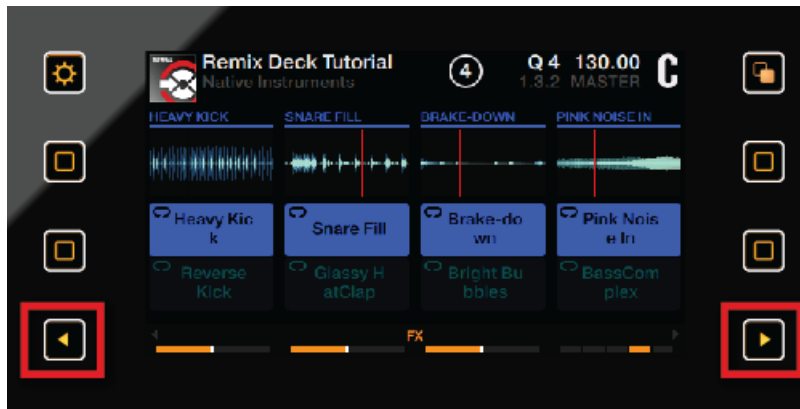 Remix Deck Tutorial
Native Instruments
4
Q 4 130.00
1.3.2 MASTER
C
HEAVY KICK SNARE FILL BRAKE-DOWN PINK NOISE IN
Heavy Kic
k
Snare Fill
Brake-do
wn
Pink Nois
e In
Reverse
Kick
Glassy H
atClap
Bright Bu
bbles
BassCom
plex
FX